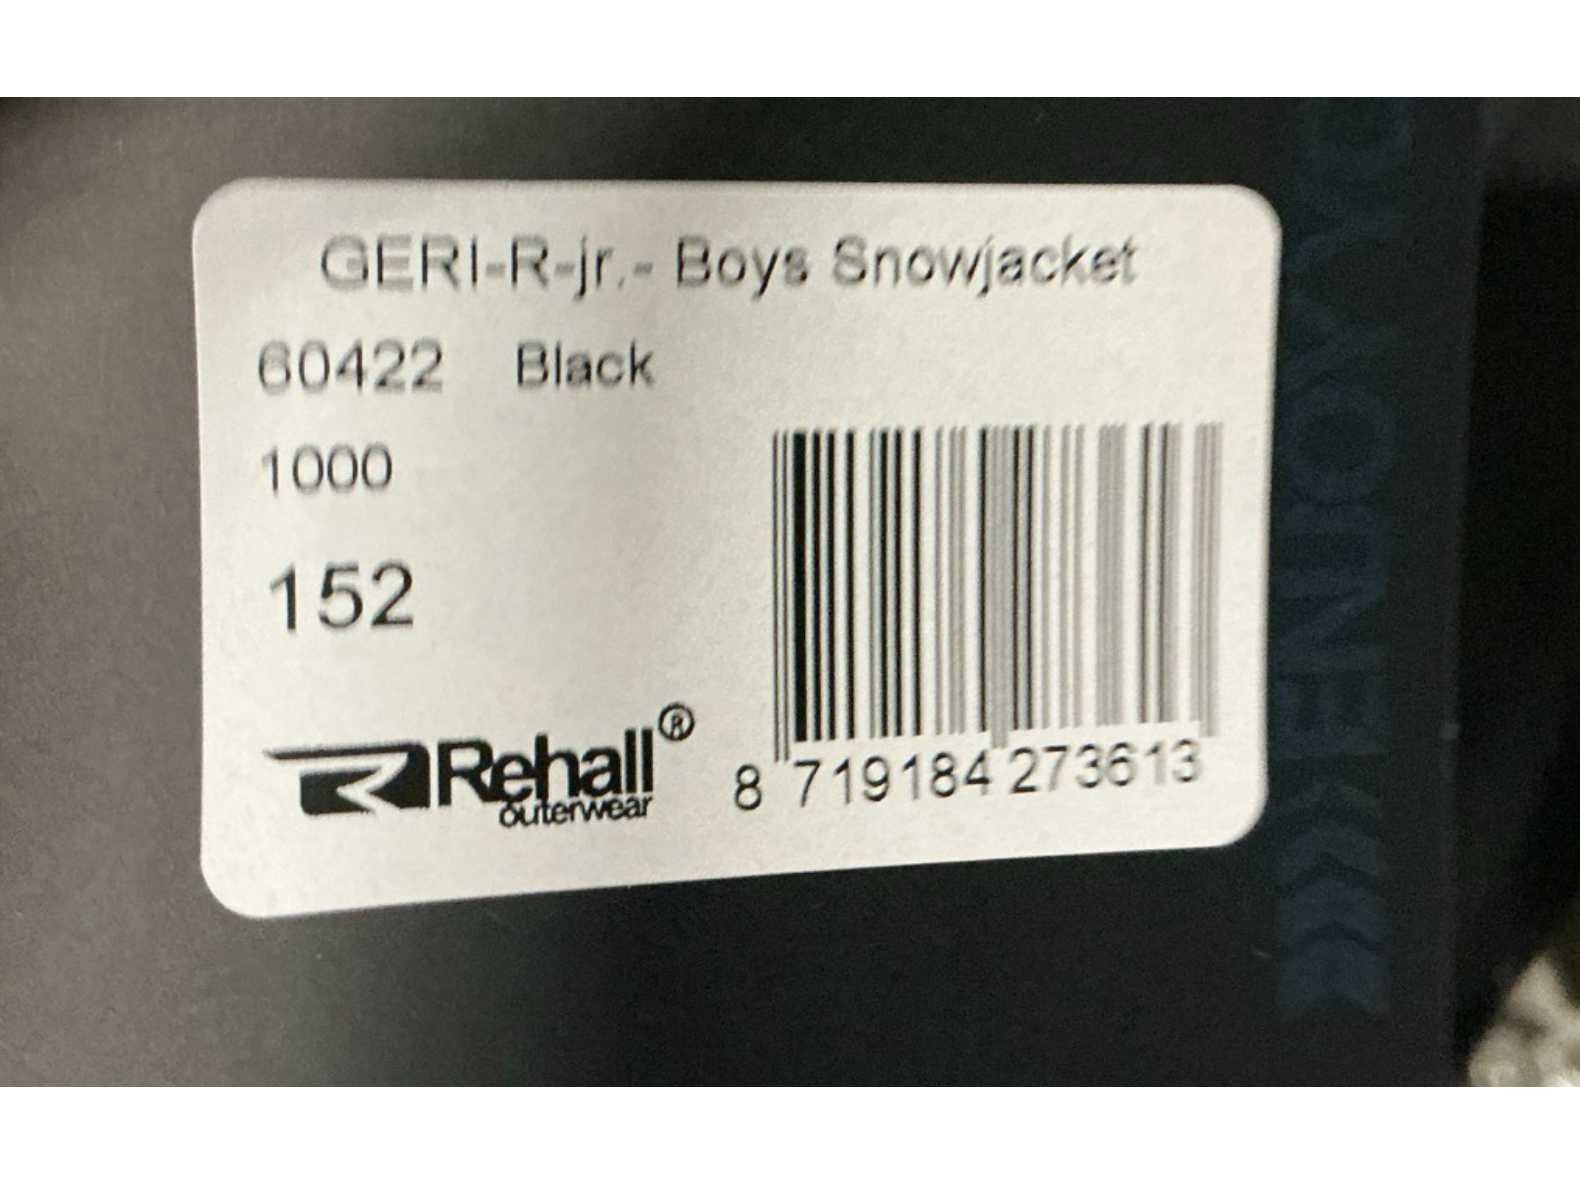 GERI-R-jr.- Boys Snowjacket
60422 Black
1000
152
Rehall®
outerwear
8 719184 273613